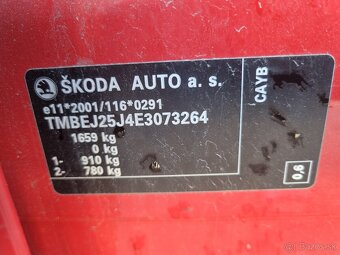 ŠKODA AUTO a. s.
e11*2001/116*0291
TMBEJ25J4E3073264
1659 kg
0 kg
1- 910 kg
2- 780 kg
CAYB
0,6